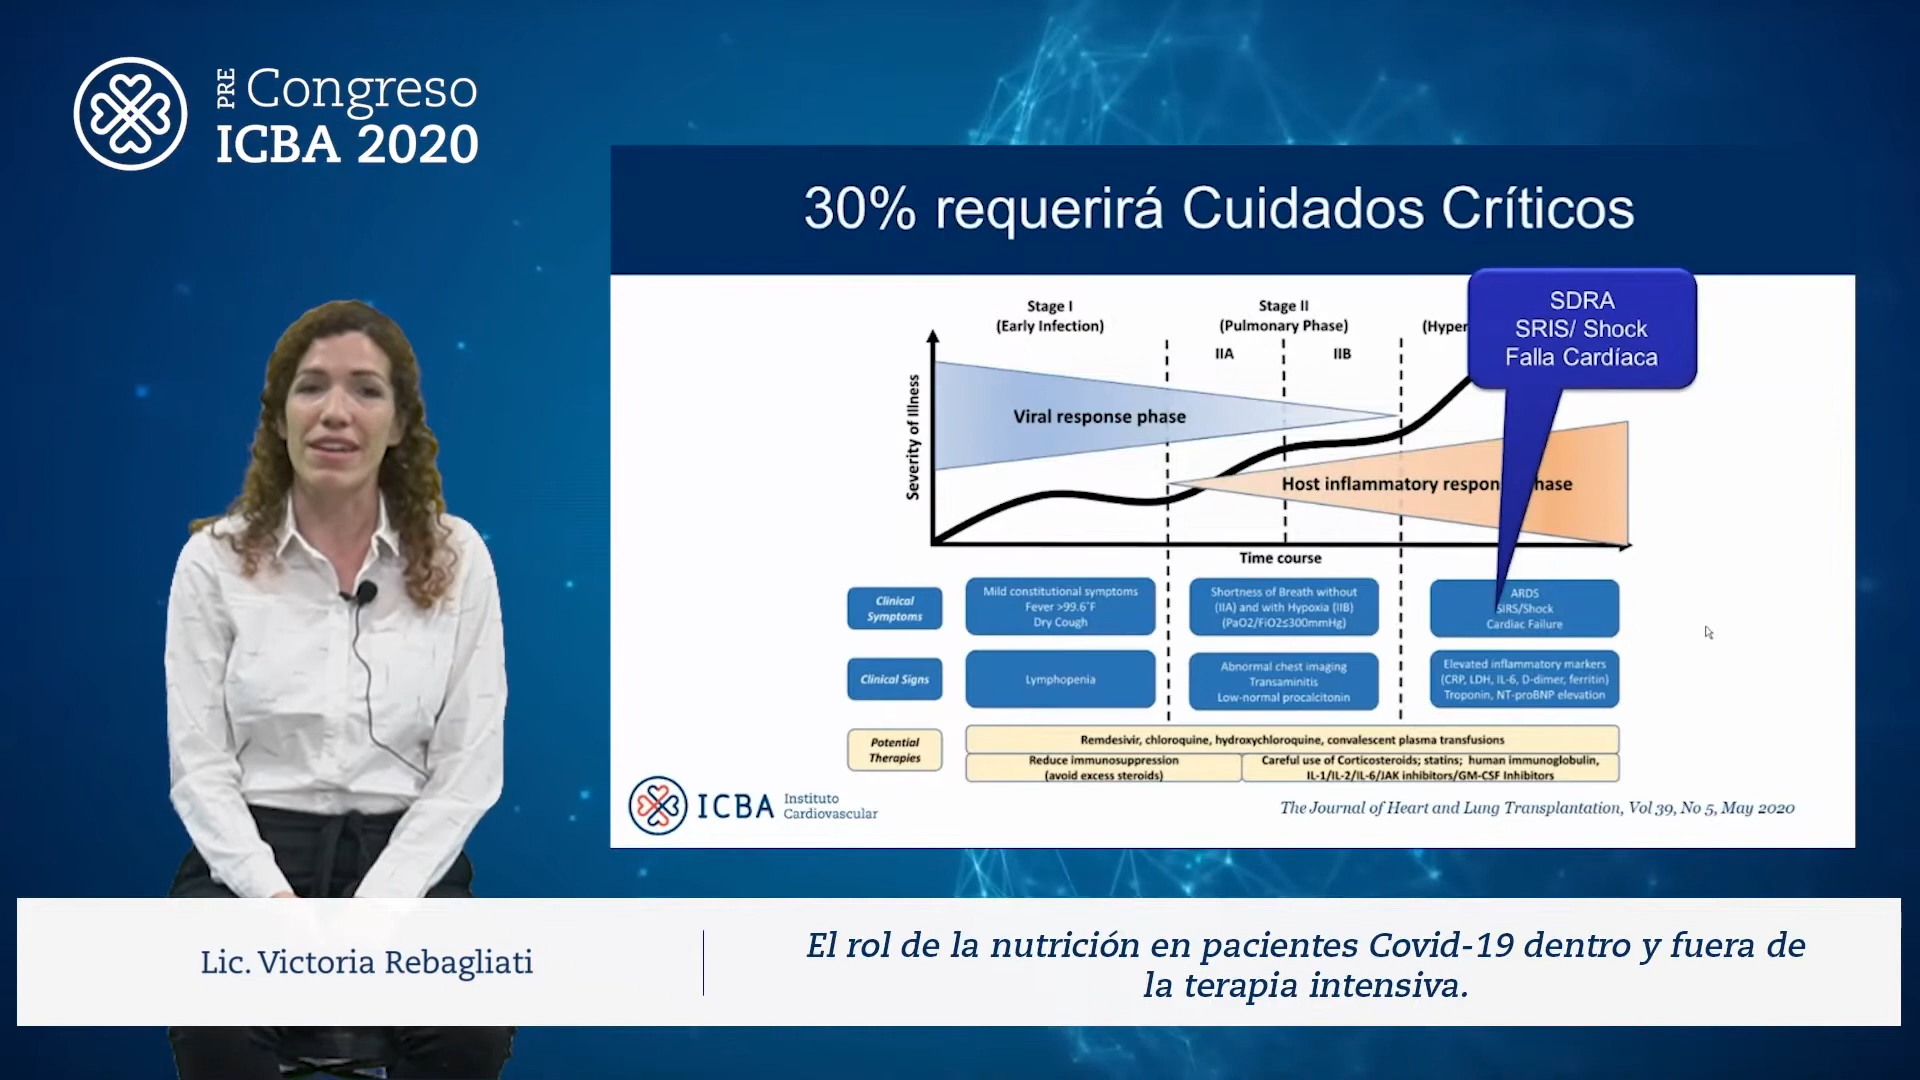 PRE Congreso
ICBA 2020
30% requerirá Cuidados Críticos
SDRA
SRIS/ Shock
Falla Cardíaca
Stage I
(Early Infection)
Stage II
(Pulmonary Phase)
IIA
IIB
(Hyper
Severity of Illness
Viral response phase
Host inflammatory respon hase
Time course
Clinical
Symptoms
Mild constitutional symptoms
Fever >99.6°F
Dry Cough
Shortness of Breath without
(IIA) and with Hypoxia (IIB)
(PaO2/FiO2≤300mmHg)
ARDS
SIRS/Shock
Cardiac Failure
Clinical Signs
Lymphopenia
Abnormal chest imaging
Transaminitis
Low-normal procalcitonin
Elevated inflammatory markers
(CRP, LDH, IL-6, D-dimer, ferritin)
Troponin, NT-proBNP elevation
Potential
Therapies
Remdesivir, chloroquine, hydroxychloroquine, convalescent plasma transfusions
Reduce immunosuppression
(avoid excess steroids)
Careful use of Corticosteroids; statins; human immunoglobulin,
IL-1/IL-2/IL-6/JAK inhibitors/GM-CSF Inhibitors
ICBA Instituto
Cardiovascular
The Journal of Heart and Lung Transplantation, Vol 39, No 5, May 2020
Lic. Victoria Rebagliati
El rol de la nutrición en pacientes Covid-19 dentro y fuera de
la terapia intensiva.